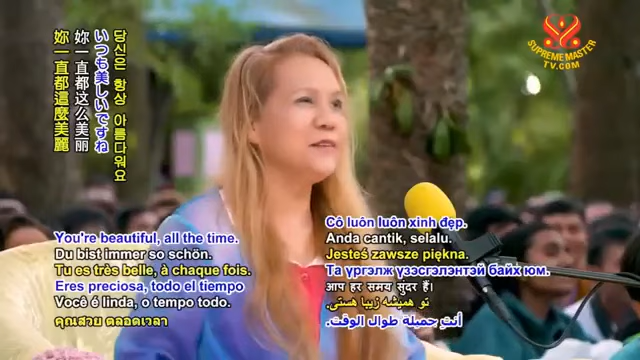 당신은 항상 아름다워요
いつも美しいですね
妳一直都这么美丽
妳一直都這麼美麗
SUPREME MASTER
TV.COM
You're beautiful, all the time.
Du bist immer so schön.
Tu es très belle, à chaque fois.
Eres preciosa, todo el tiempo
Você é linda, o tempo todo.
คุณสวย ตลอดเวลา
Cô luôn luôn xinh đẹp.
Anda cantik, selalu.
Jesteś zawsze piękna.
Та үргэлж үзэсгэлэнтэй байх юм.
आप हर समय सुंदर हैं।
تو همیشه زیبا هستی.
أنتِ جميلة طوال الوقت.